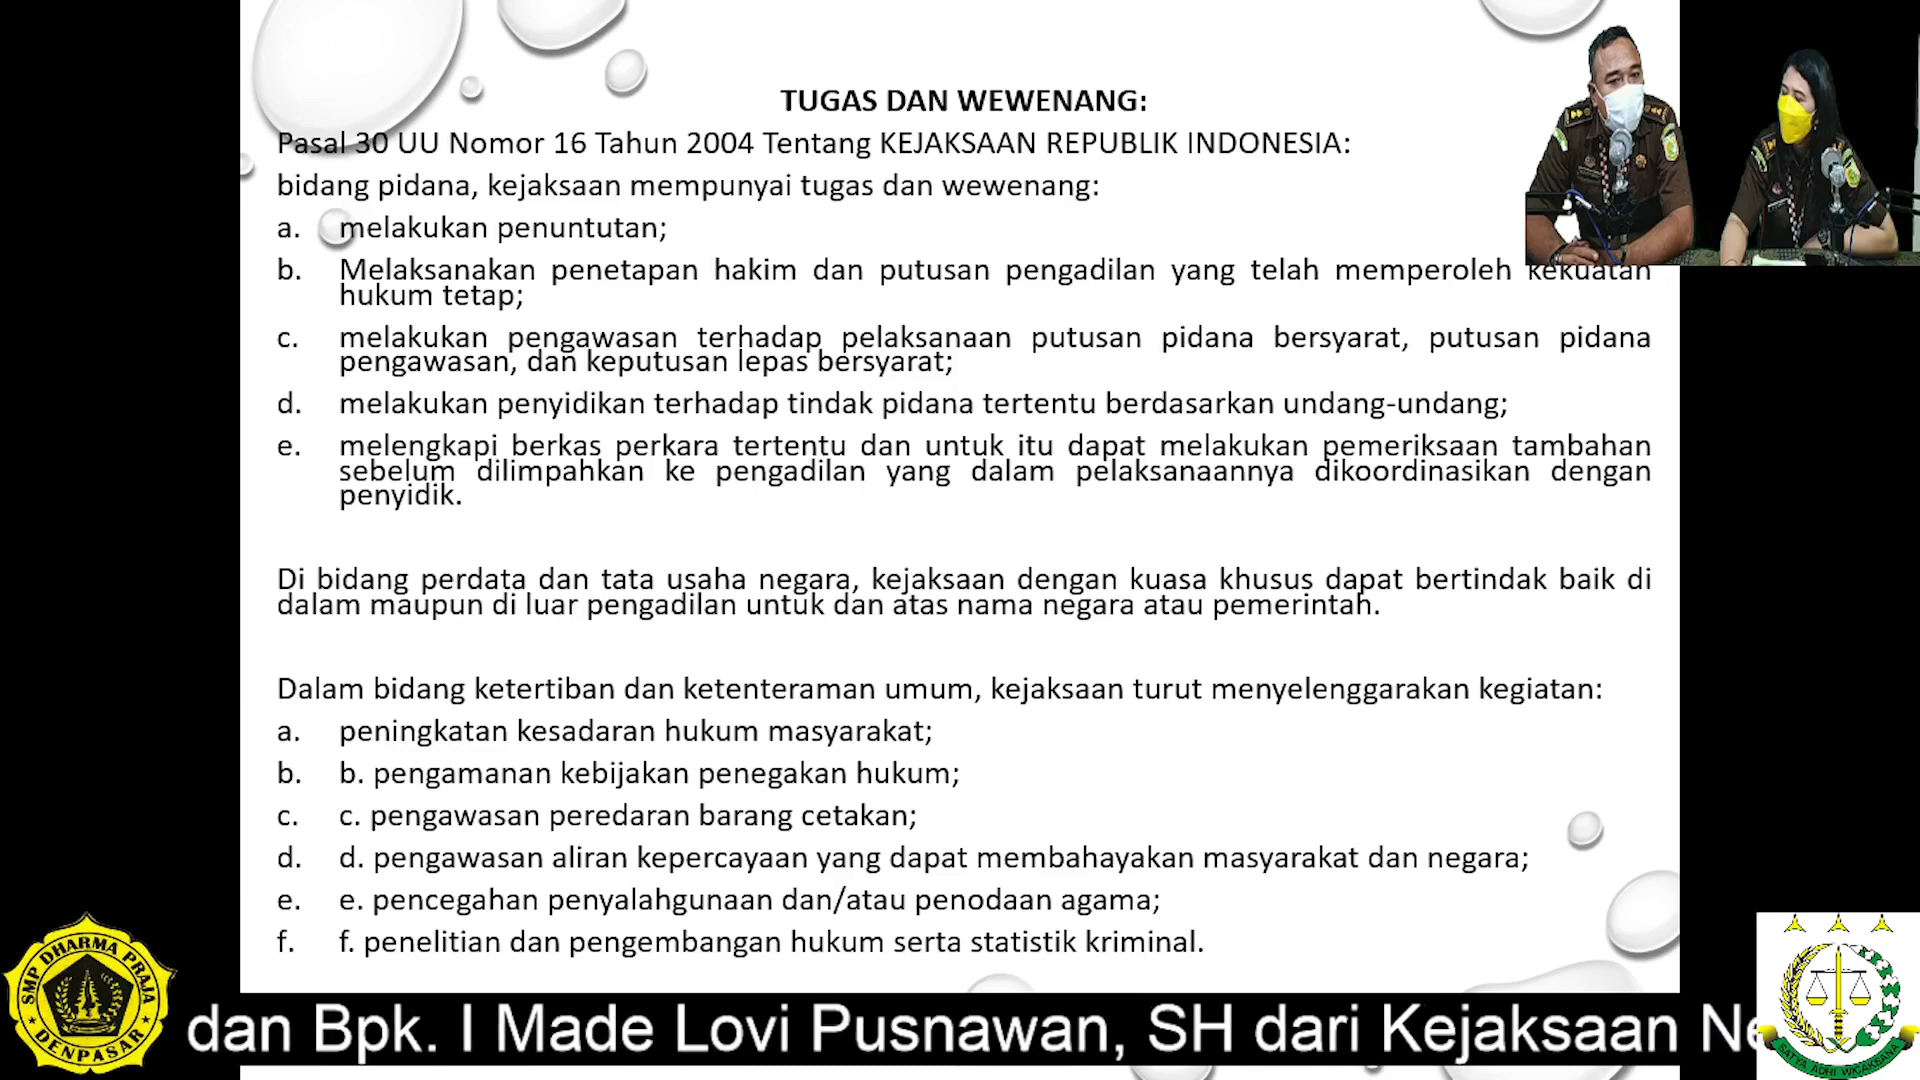 TUGAS DAN WEWENANG:
Pasal 30 UU Nomor 16 Tahun 2004 Tentang KEJAKSAAN REPUBLIK INDONESIA:
bidang pidana, kejaksaan mempunyai tugas dan wewenang:
a. melakukan penuntutan;
b. Melaksanakan penetapan hakim dan putusan pengadilan yang telah memperoleh kekuatan
hukum tetap;
c. melakukan pengawasan terhadap pelaksanaan putusan pidana bersyarat, putusan pidana
pengawasan, dan keputusan lepas bersyarat;
d. melakukan penyidikan terhadap tindak pidana tertentu berdasarkan undang-undang;
e. melengkapi berkas perkara tertentu dan untuk itu dapat melakukan pemeriksaan tambahan
sebelum dilimpahkan ke pengadilan yang dalam pelaksanaannya dikoordinasikan dengan
penyidik.
Di bidang perdata dan tata usaha negara, kejaksaan dengan kuasa khusus dapat bertindak baik di
dalam maupun di luar pengadilan untuk dan atas nama negara atau pemerintah.
Dalam bidang ketertiban dan ketenteraman umum, kejaksaan turut menyelenggarakan kegiatan:
a. peningkatan kesadaran hukum masyarakat;
b. b. pengamanan kebijakan penegakan hukum;
c. c. pengawasan peredaran barang cetakan;
d. d. pengawasan aliran kepercayaan yang dapat membahayakan masyarakat dan negara;
e. e. pencegahan penyalahgunaan dan/atau penodaan agama;
f. f. penelitian dan pengembangan hukum serta statistik kriminal.
SMP DHARMA PRAJA
DENPASAR
dan Bpk. I Made Lovi Pusnawan, SH dari Kejaksaan Ne
SATYA ADHI WICAKSANA